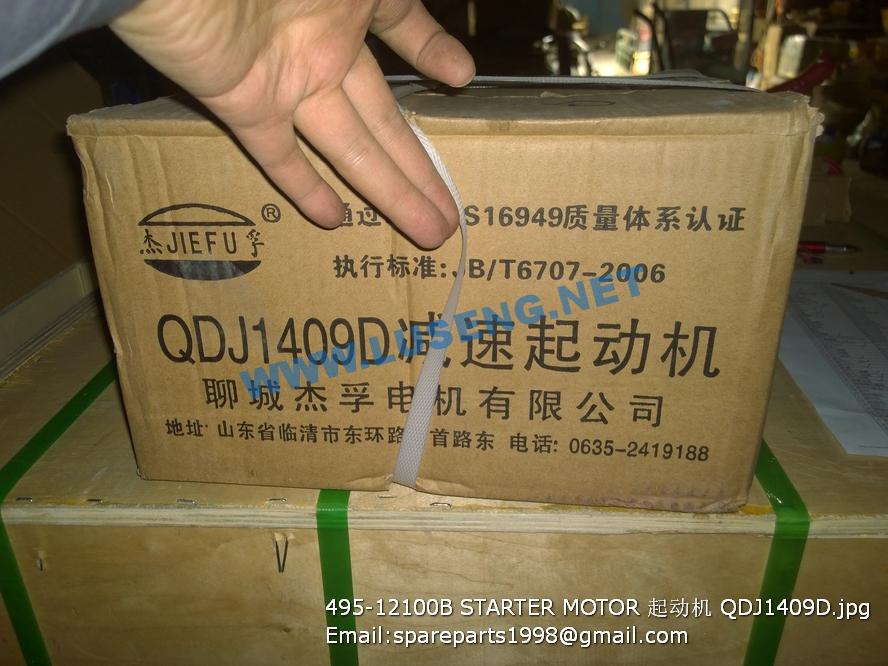 通过 S16949质量体系认证
杰JIEFU孚®
执行标准:JB/T6707-2006
WWW.LUSENG.NET
QDJ1409D减速起动机
聊城杰孚电机有限公司
地址: 山东省临清市东环路 首路东 电话: 0635-2419188
495-12100B STARTER MOTOR 起动机 QDJ1409D.jpg
Email:spareparts1998@gmail.com